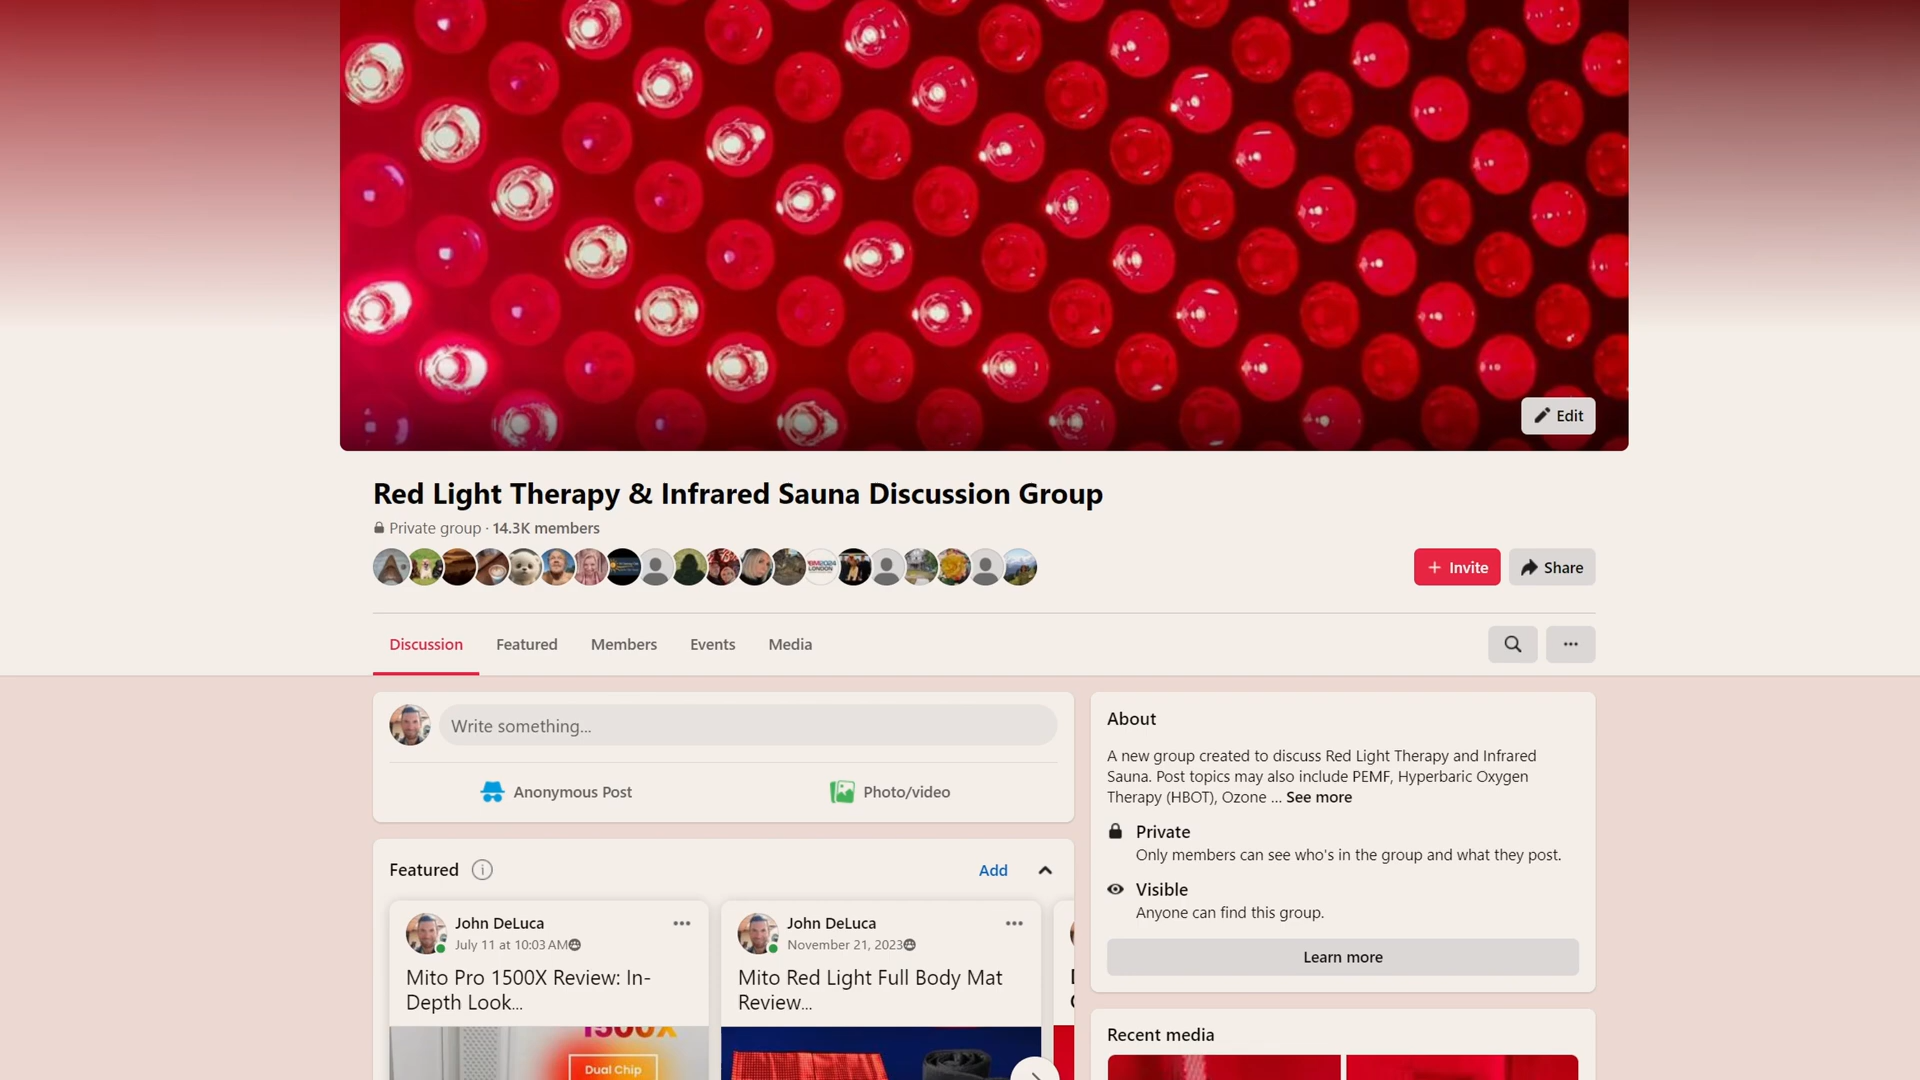 Edit
Red Light Therapy & Infrared Sauna Discussion Group
Private group · 14.3K members
+ Invite
Share
Discussion
Featured
Members
Events
Media
Write something...
Anonymous Post
Photo/video
Featured
Add
John DeLuca
July 11 at 10:03 AM
Mito Pro 1500X Review: In-
Depth Look...
1500X
Dual Chip
John DeLuca
November 21, 2023
Mito Red Light Full Body Mat
Review...
About
A new group created to discuss Red Light Therapy and Infrared
Sauna. Post topics may also include PEMF, Hyperbaric Oxygen
Therapy (HBOT), Ozone ... See more
Private
Only members can see who's in the group and what they post.
Visible
Anyone can find this group.
Learn more
Recent media